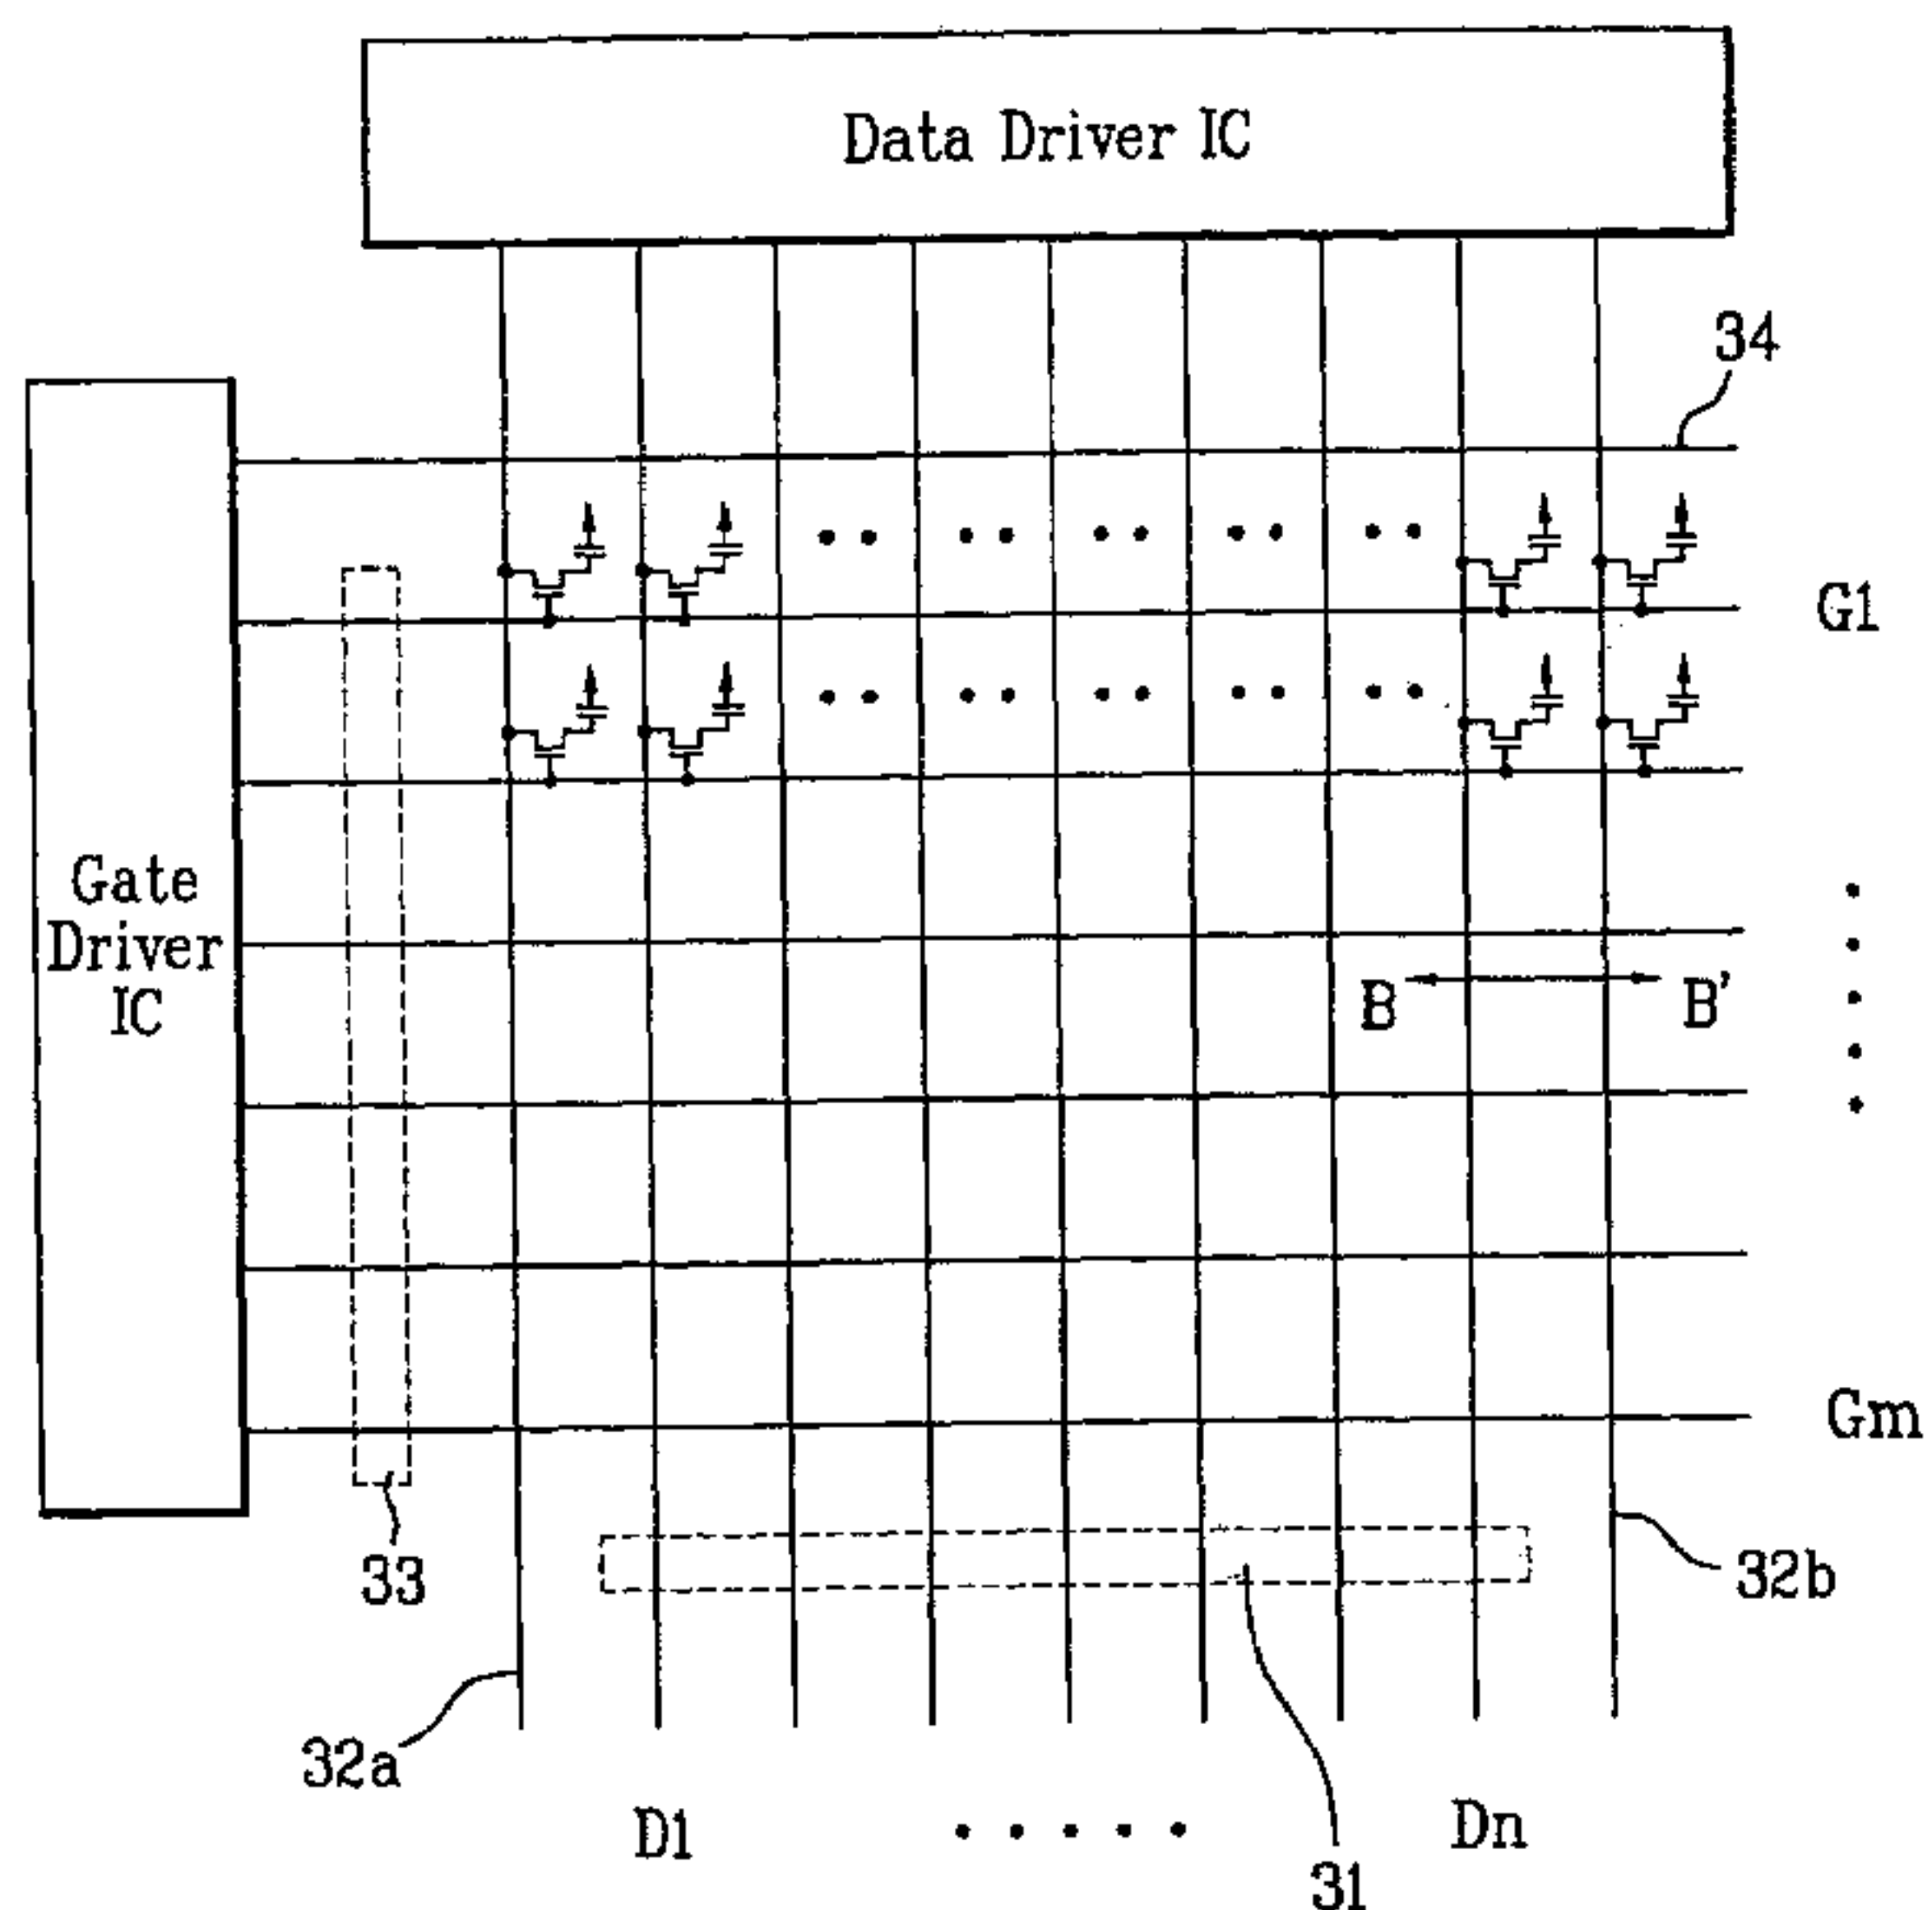 Data Driver IC
34
G1
Gate
Driver
IC
B B'
Gm
33
32b
32a
D1
Dn
31